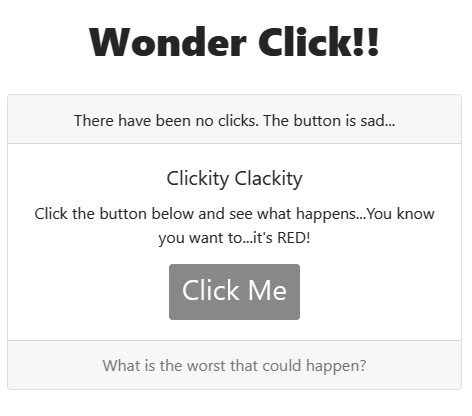 Wonder Click!!
There have been no clicks. The button is sad...
Clickity Clackity
Click the button below and see what happens...You know
you want to...it's RED!
Click Me
What is the worst that could happen?